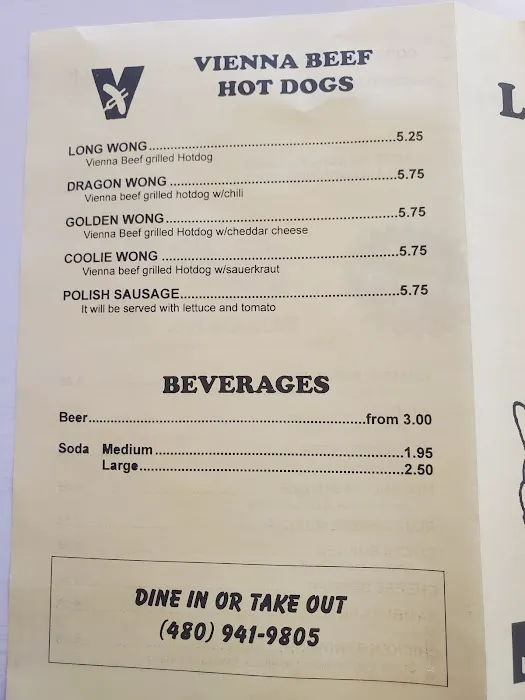 VIENNA BEEF
HOT DOGS
LONG WONG.....5.25
Vienna Beef grilled Hotdog
DRAGON WONG.....5.75
Vienna beef grilled hotdog w/chili
GOLDEN WONG.....5.75
Vienna Beef grilled Hotdog w/cheddar cheese
COOLIE WONG.....5.75
Vienna beef grilled Hotdog w/sauerkraut
POLISH SAUSAGE.....5.75
It will be served with lettuce and tomato
BEVERAGES
Beer.....from 3.00
Soda Medium.....1.95
Large.....2.50
DINE IN OR TAKE OUT
(480) 941-9805